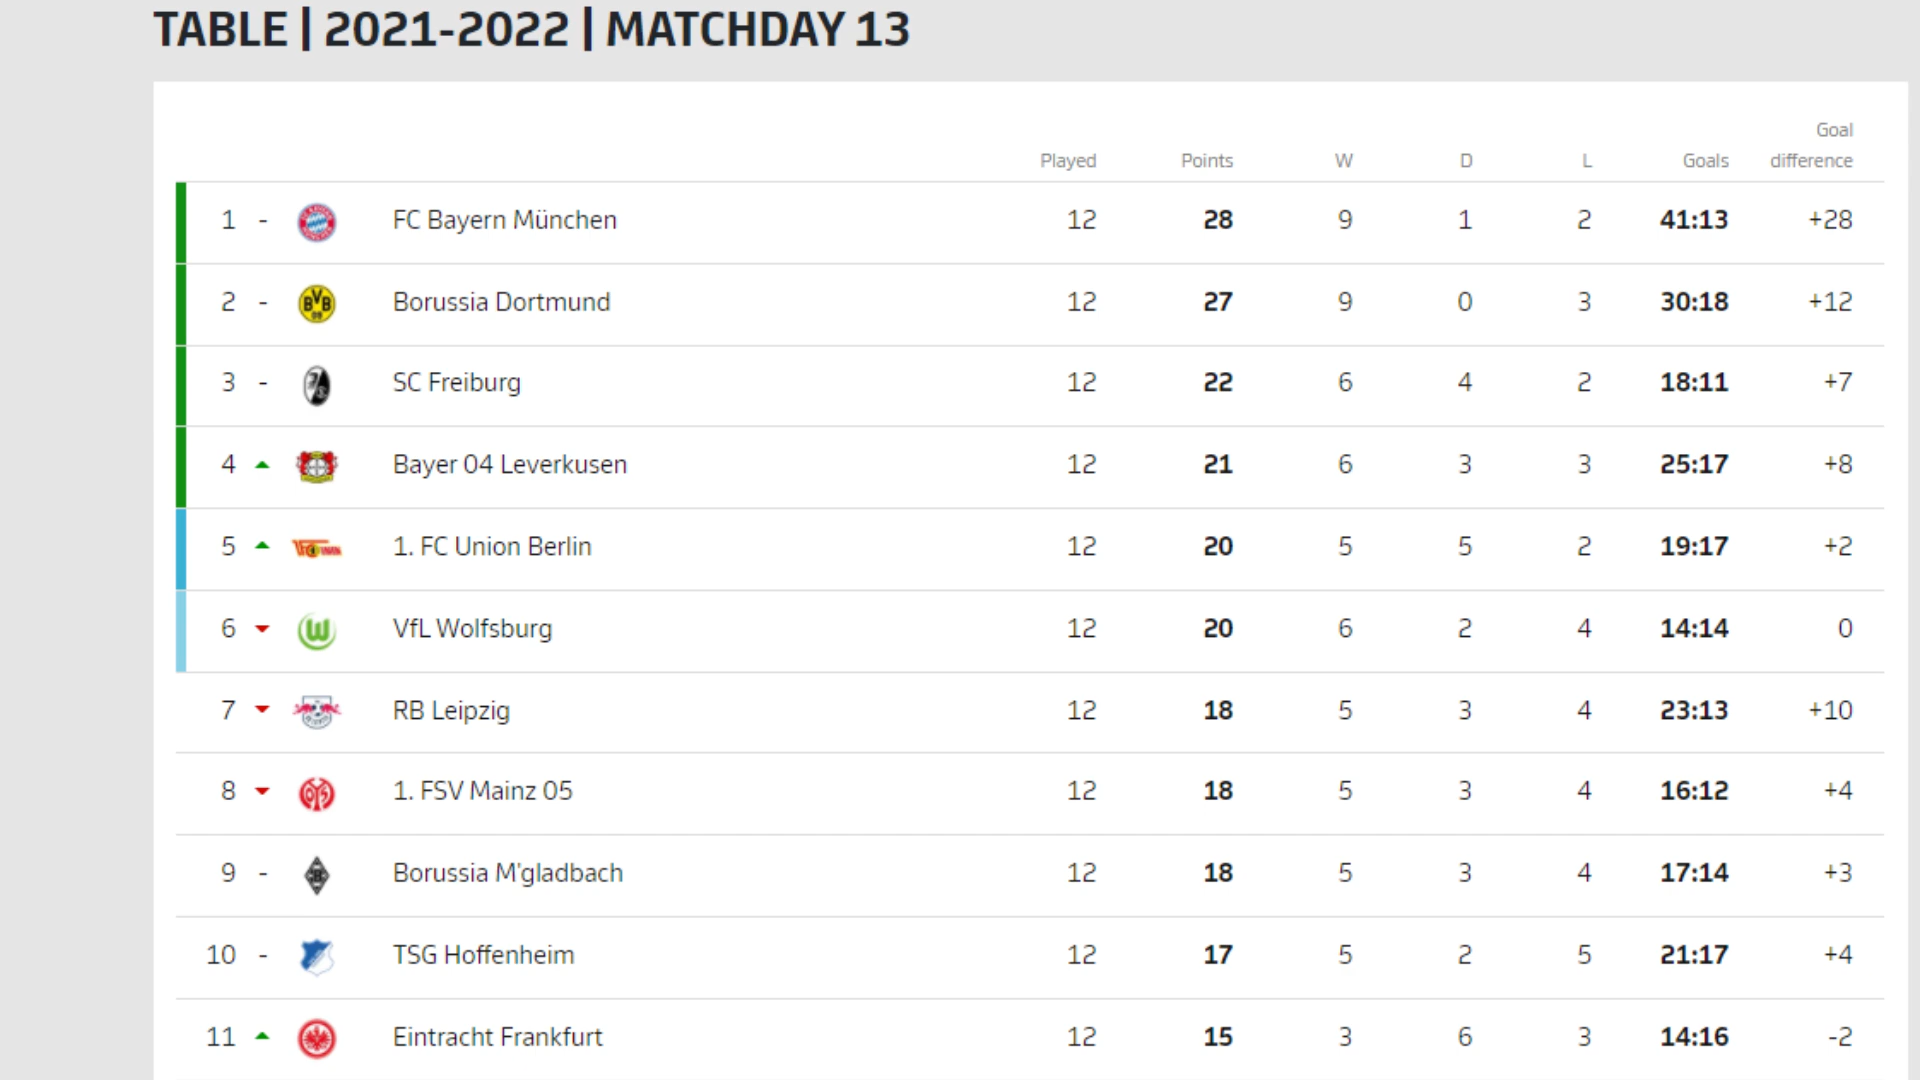 TABLE | 2021-2022 | MATCHDAY 13
Played Points W D L Goals Goal difference
1 - FC Bayern München 12 28 9 1 2 41:13 +28
2 - BVB 09 Borussia Dortmund 12 27 9 0 3 30:18 +12
3 - SC Freiburg 12 22 6 4 2 18:11 +7
4 Bayer 04 Leverkusen 12 21 6 3 3 25:17 +8
5 1. FC Union Berlin 12 20 5 5 2 19:17 +2
6 VfL Wolfsburg 12 20 6 2 4 14:14 0
7 RB Leipzig 12 18 5 3 4 23:13 +10
8 1. FSV Mainz 05 12 18 5 3 4 16:12 +4
9 - Borussia M'gladbach 12 18 5 3 4 17:14 +3
10 - TSG Hoffenheim 12 17 5 2 5 21:17 +4
11 Eintracht Frankfurt 12 15 3 6 3 14:16 -2